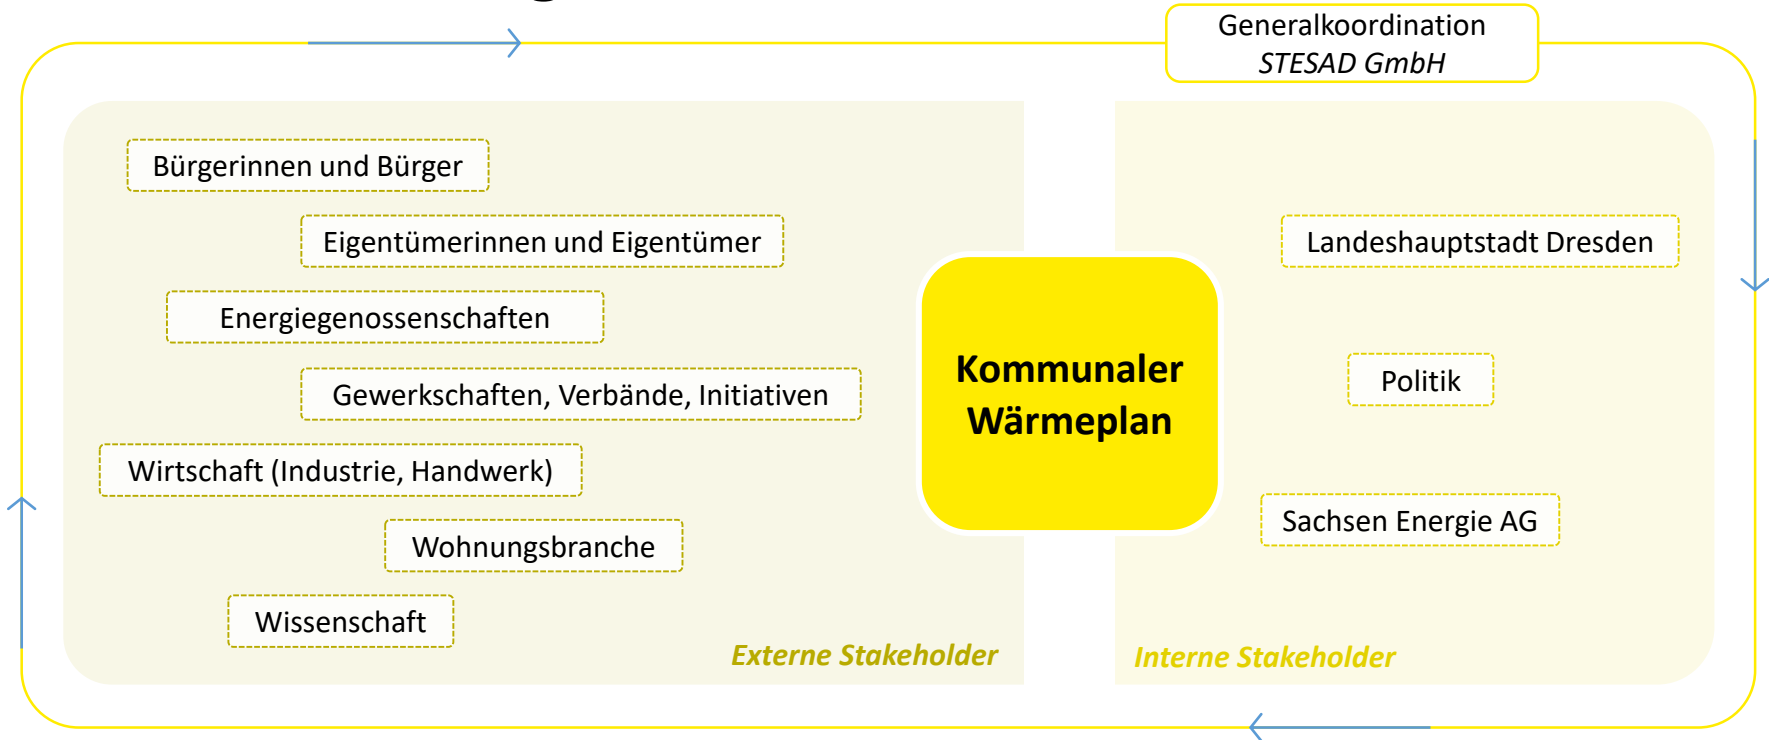 Generalkoordination
STESAD GmbH
Bürgerinnen und Bürger
Eigentümerinnen und Eigentümer
Energiegenossenschaften
Gewerkschaften, Verbände, Initiativen
Wirtschaft (Industrie, Handwerk)
Wohnungsbranche
Wissenschaft
Externe Stakeholder
Kommunaler
Wärmeplan
Landeshauptstadt Dresden
Politik
Sachsen Energie AG
Interne Stakeholder